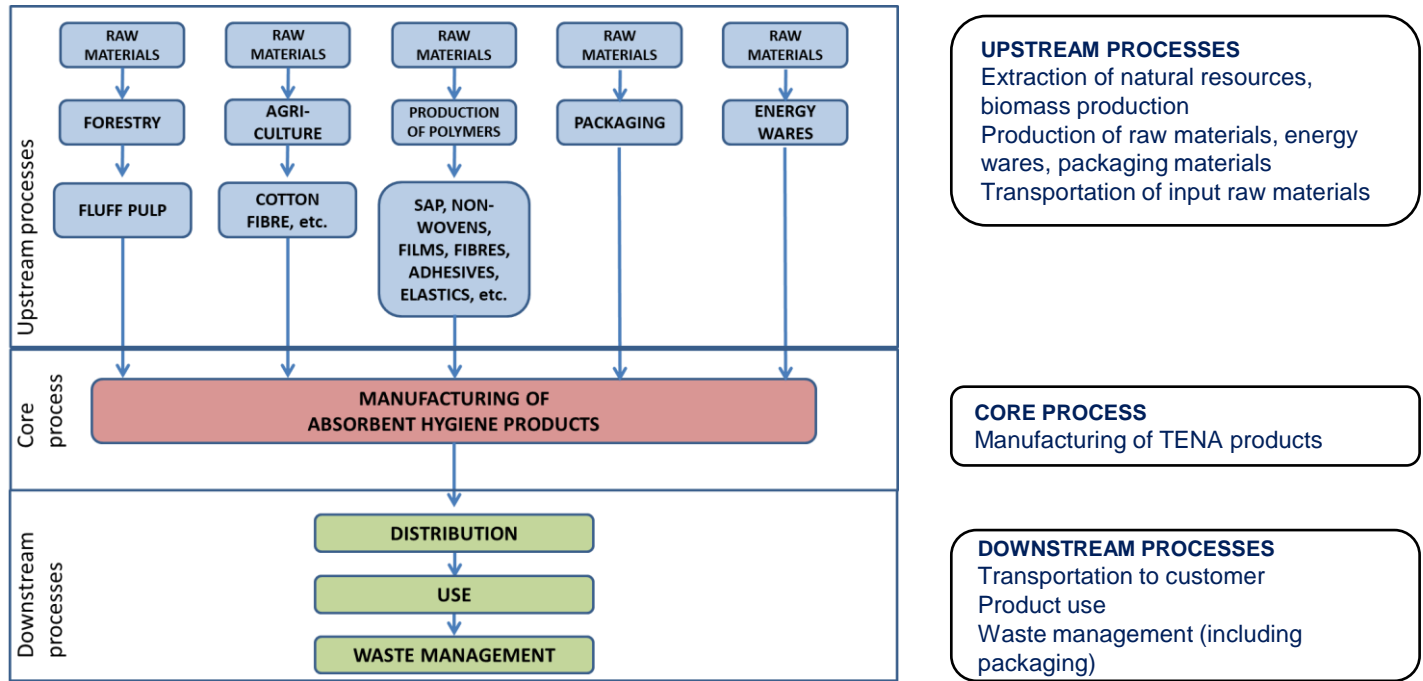 Upstream processes
RAW
MATERIALS
RAW
MATERIALS
RAW
MATERIALS
RAW
MATERIALS
RAW
MATERIALS
FORESTRY
AGRI-
CULTURE
PRODUCTION
OF POLYMERS
PACKAGING
ENERGY
WARES
FLUFF PULP
COTTON
FIBRE, etc.
SAP, NON-
WOVENS,
FILMS, FIBRES,
ADHESIVES,
ELASTICS, etc.
UPSTREAM PROCESSES
Extraction of natural resources,
biomass production
Production of raw materials, energy
wares, packaging materials
Transportation of input raw materials
Core
process
MANUFACTURING OF
ABSORBENT HYGIENE PRODUCTS
CORE PROCESS
Manufacturing of TENA products
Downstream
processes
DISTRIBUTION
USE
WASTE MANAGEMENT
DOWNSTREAM PROCESSES
Transportation to customer
Product use
Waste management (including
packaging)